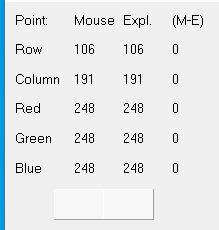 Point: Mouse Expl. (M-E)
Row 106 106 0
Column 191 191 0
Red 248 248 0
Green 248 248 0
Blue 248 248 0